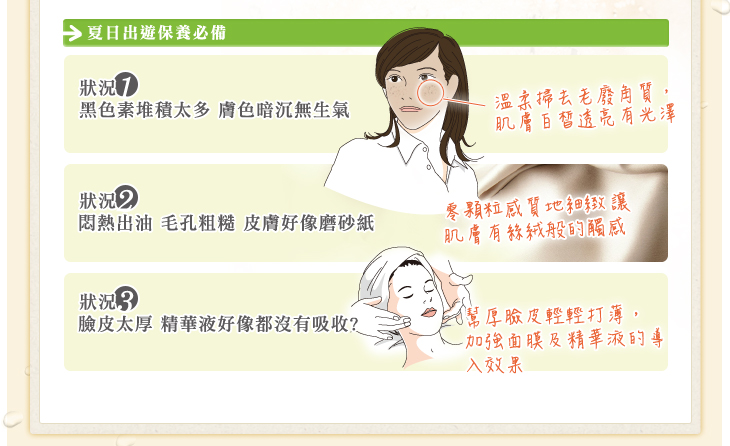 夏日出遊保養必備
狀況1
黑色素堆積太多 膚色暗沉無生氣
溫柔掃去老廢角質，
肌膚白皙透亮有光澤
狀況2
悶熱出油 毛孔粗糙 皮膚好像磨砂紙
零顆粒感質地細緻讓
肌膚有絲絨般的觸感
狀況3
臉皮太厚 精華液好像都沒有吸收?
幫厚臉皮輕輕打薄，
加強面膜及精華液的導
入效果